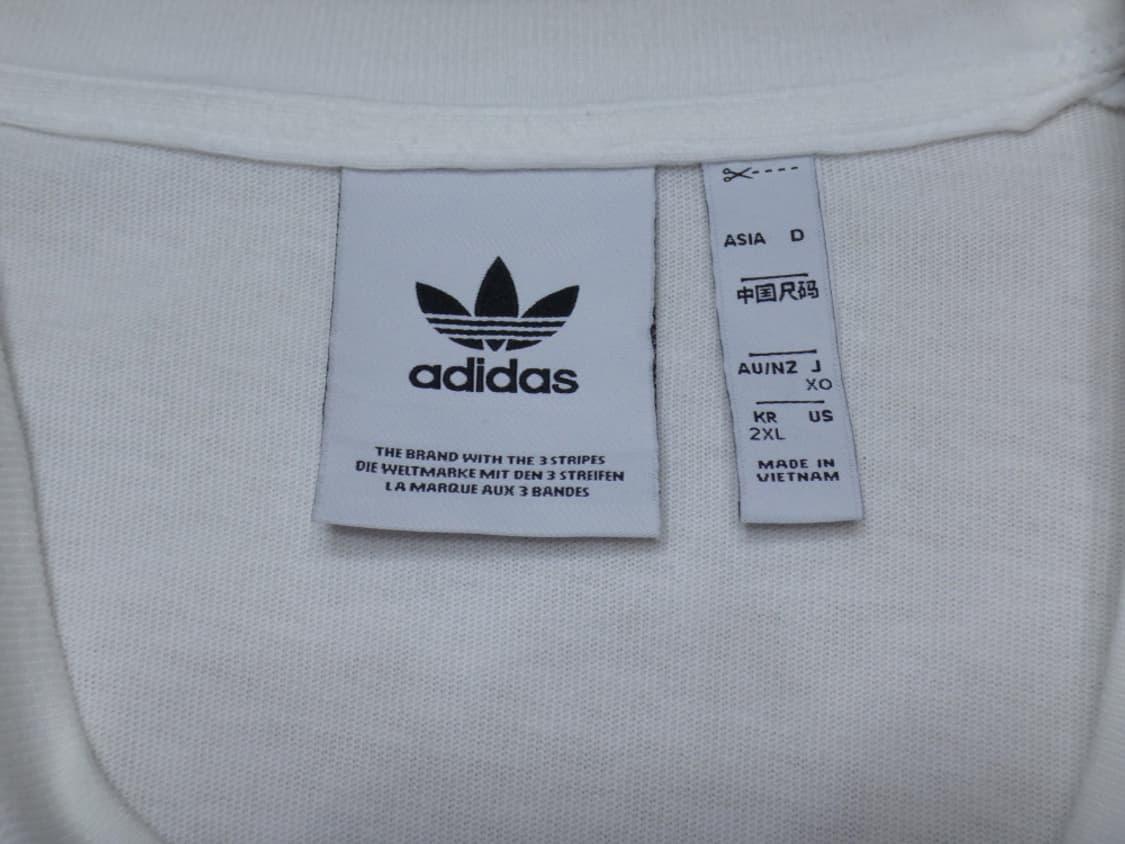 adidas
THE BRAND WITH THE 3 STRIPES
DIE WELTMARKE MIT DEN 3 STREIFEN
LA MARQUE AUX 3 BANDES
ASIA D
中国尺码
AU/NZ J
XO
KR US
2XL
MADE IN
VIETNAM